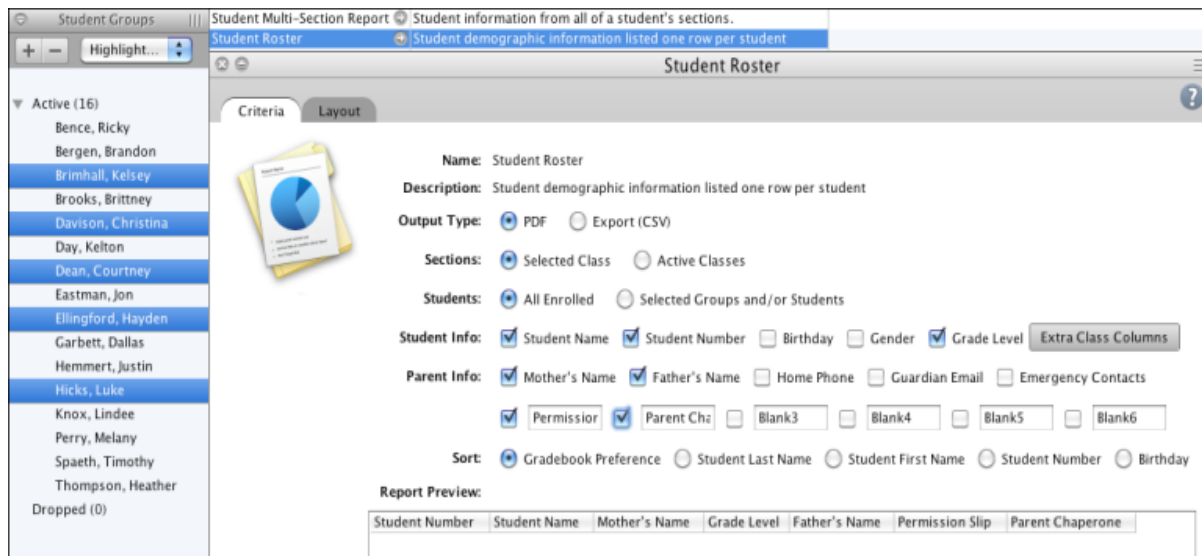 Student Groups
+ − Highlight...
Active (16)
Bence, Ricky
Bergen, Brandon
Brimhall, Kelsey
Brooks, Brittney
Davison, Christina
Day, Kelton
Dean, Courtney
Eastman, Jon
Ellingford, Hayden
Garbett, Dallas
Hemmert, Justin
Hicks, Luke
Knox, Lindee
Perry, Melany
Spaeth, Timothy
Thompson, Heather
Dropped (0)
Student Multi-Section Report Student information from all of a student's sections.
Student Roster Student demographic information listed one row per student
Student Roster
?
Criteria Layout
Name: Student Roster
Description: Student demographic information listed one row per student
Output Type: PDF Export (CSV)
Sections: Selected Class Active Classes
Students: All Enrolled Selected Groups and/or Students
Student Info: Student Name Student Number Birthday Gender Grade Level Extra Class Columns
Parent Info: Mother's Name Father's Name Home Phone Guardian Email Emergency Contacts
Permission Parent Cha Blank3 Blank4 Blank5 Blank6
Sort: Gradebook Preference Student Last Name Student First Name Student Number Birthday
Report Preview:
Student Number Student Name Mother's Name Grade Level Father's Name Permission Slip Parent Chaperone